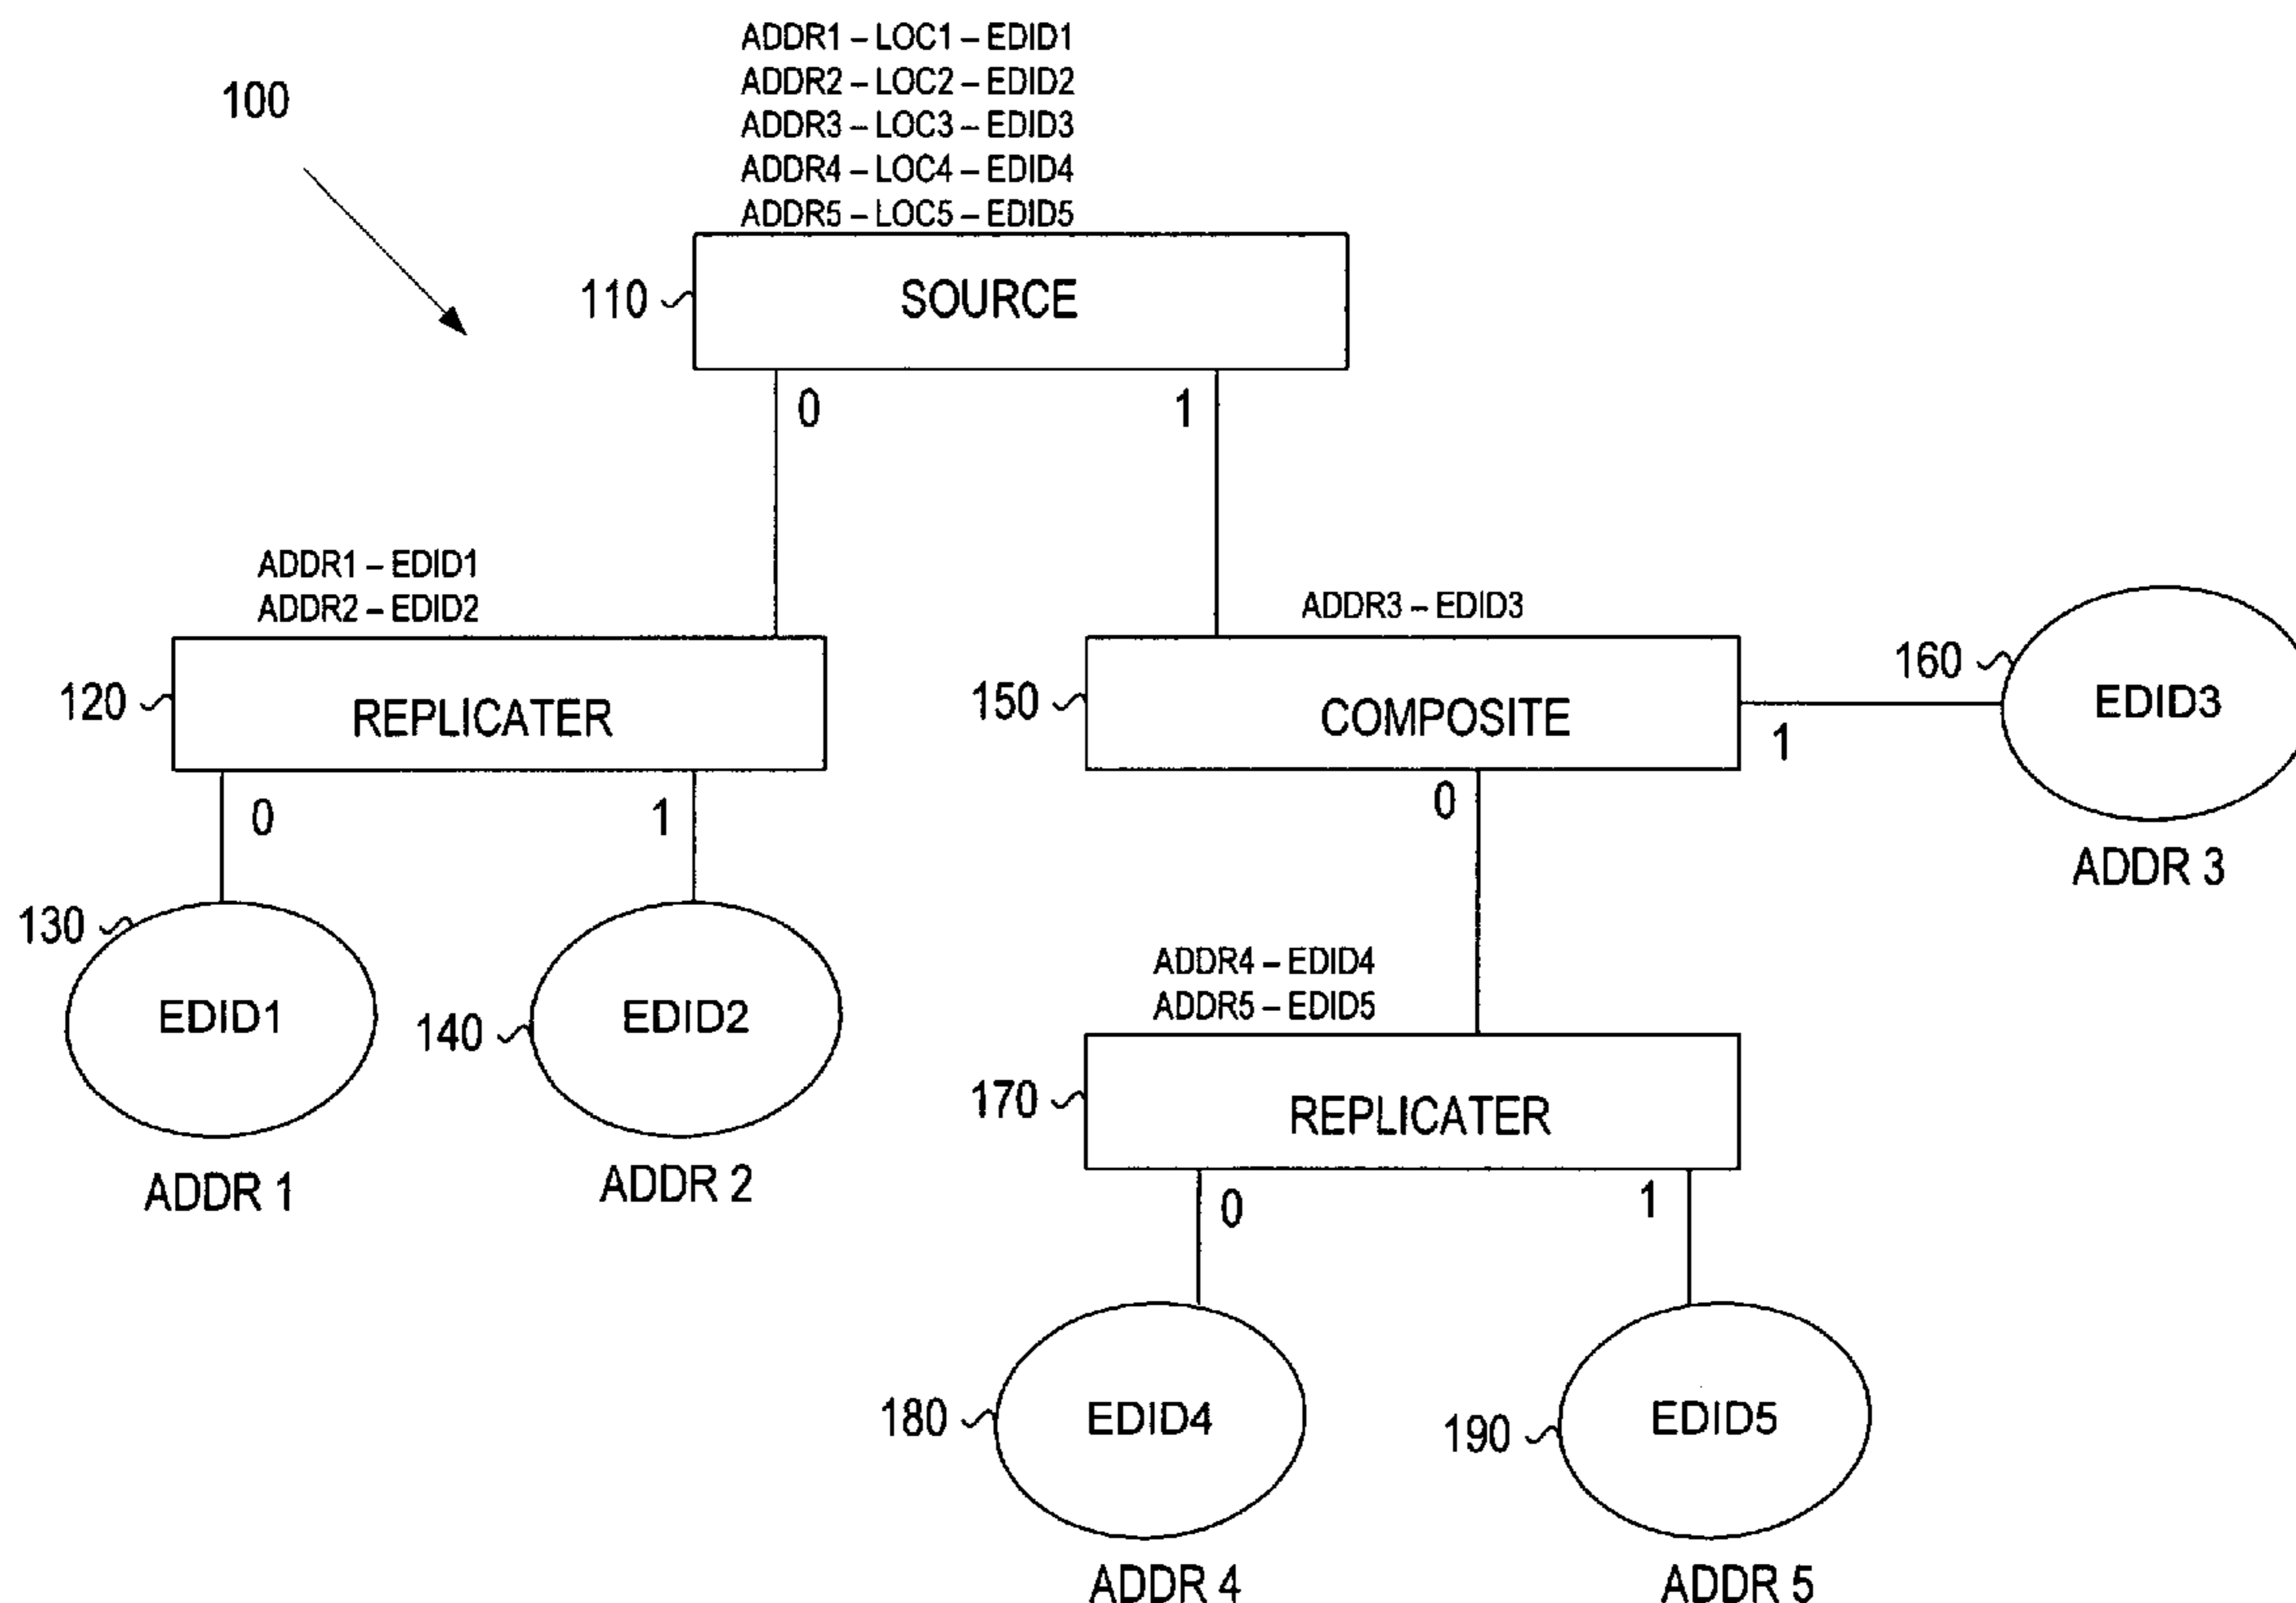 ADDR1 – LOC1 – EDID1
ADDR2 – LOC2 – EDID2
ADDR3 – LOC3 – EDID3
ADDR4 – LOC4 – EDID4
ADDR5 – LOC5 – EDID5
100
110
SOURCE
0
1
ADDR1 – EDID1
ADDR2 – EDID2
120
REPLICATER
0
1
130
EDID1
ADDR 1
140
EDID2
ADDR 2
ADDR3 – EDID3
150
COMPOSITE
0
1
160
EDID3
ADDR 3
ADDR4 – EDID4
ADDR5 – EDID5
170
REPLICATER
0
1
180
EDID4
ADDR 4
190
EDID5
ADDR 5